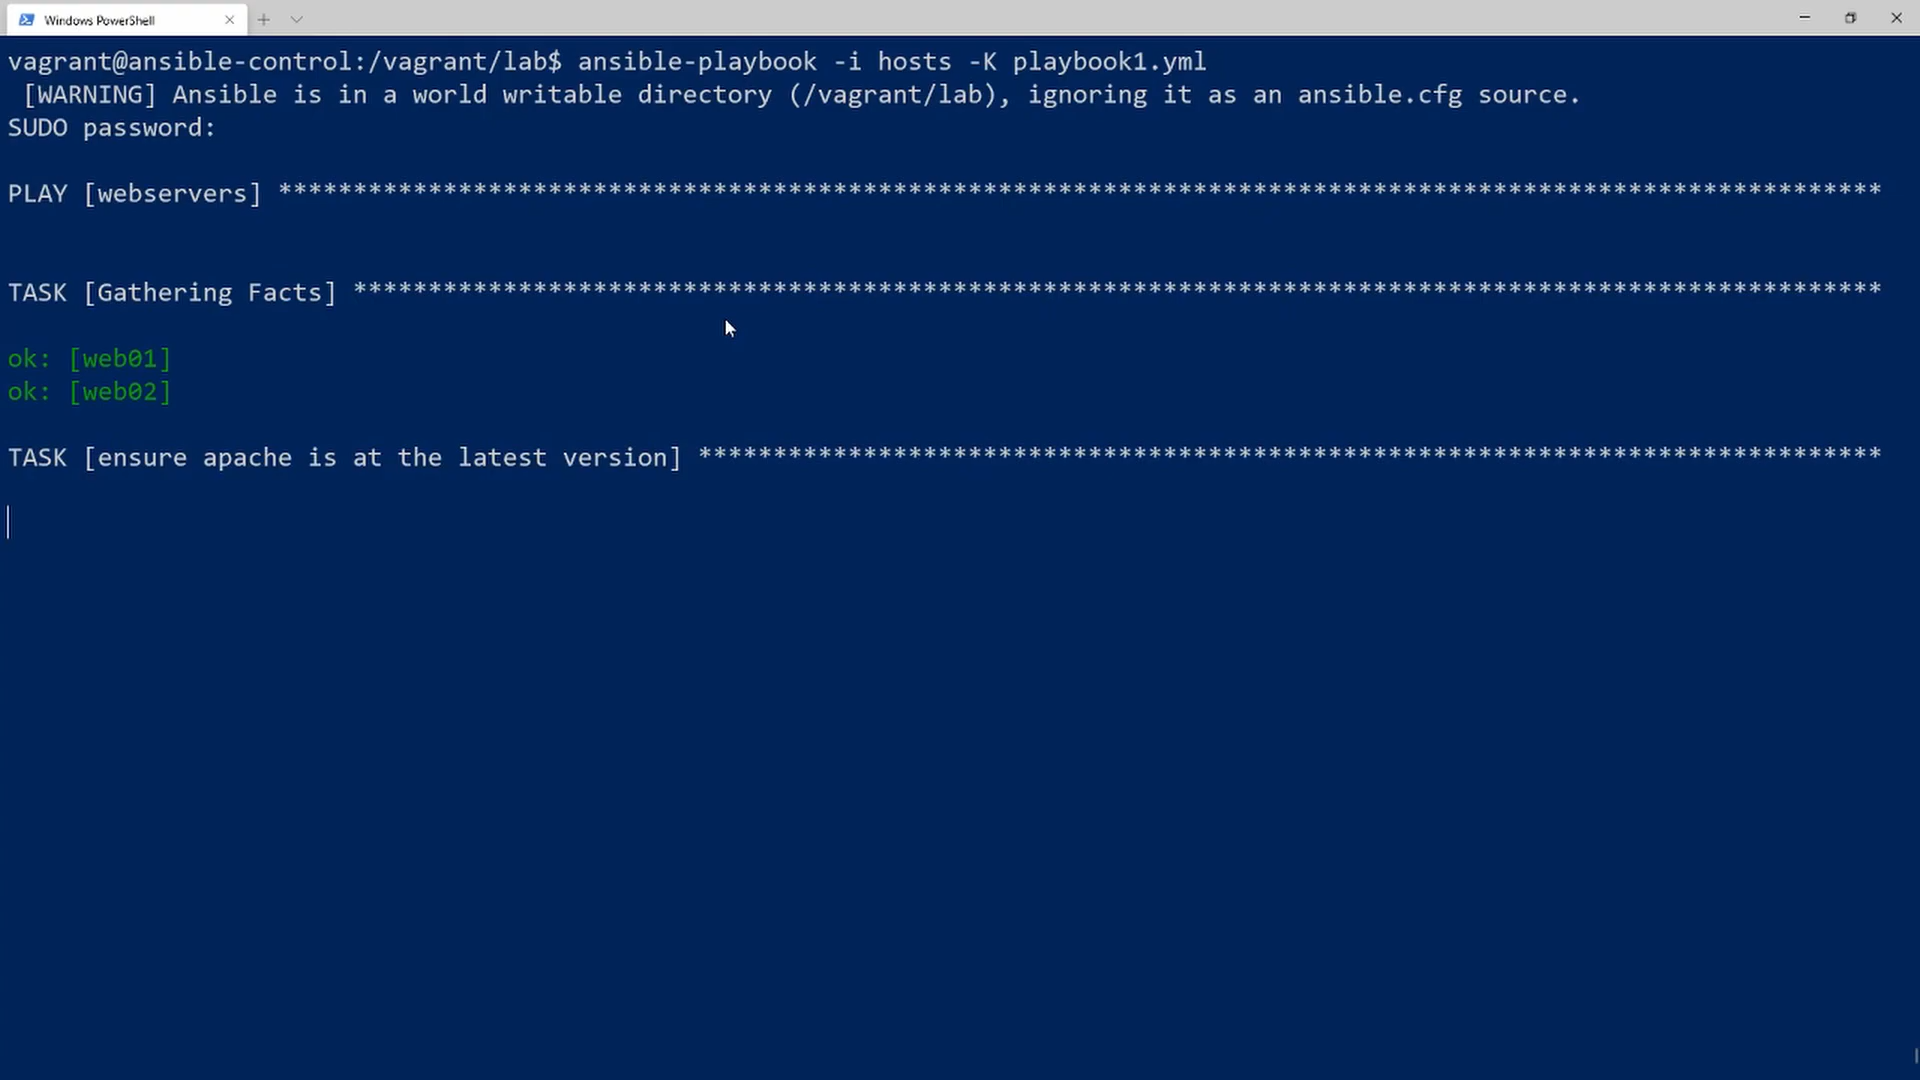 Windows PowerShell
vagrant@ansible-control:/vagrant/lab$ ansible-playbook -i hosts -K playbook1.yml
[WARNING] Ansible is in a world writable directory (/vagrant/lab), ignoring it as an ansible.cfg source.
SUDO password:
PLAY [webservers] ***********************************************************************************************************
TASK [Gathering Facts] ******************************************************************************************************
ok: [web01]
ok: [web02]
TASK [ensure apache is at the latest version] *******************************************************************************